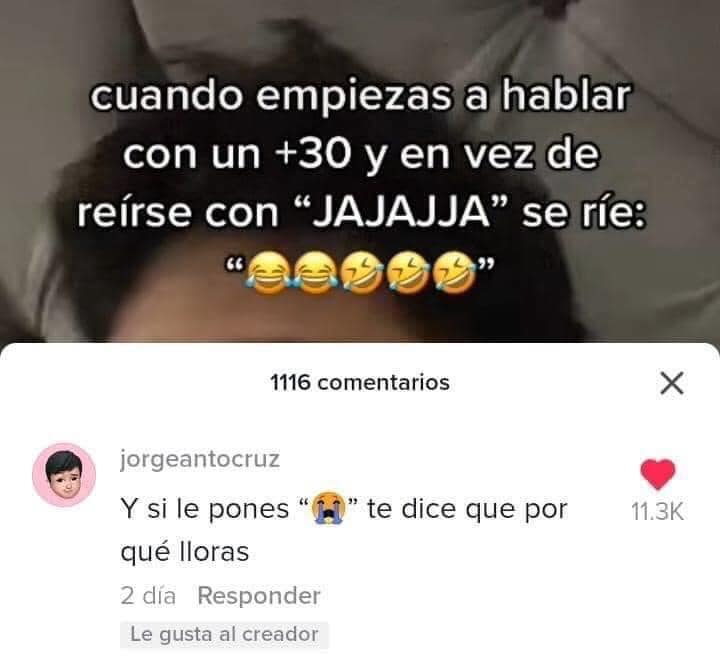 cuando empiezas a hablar
con un +30 y en vez de
reírse con “JAJAJJA” se ríe:
“😂😂🤣🤣🤣”
1116 comentarios
jorgeantocruz
Y si le pones “😭” te dice que por
qué lloras
11.3K
2 día Responder
Le gusta al creador